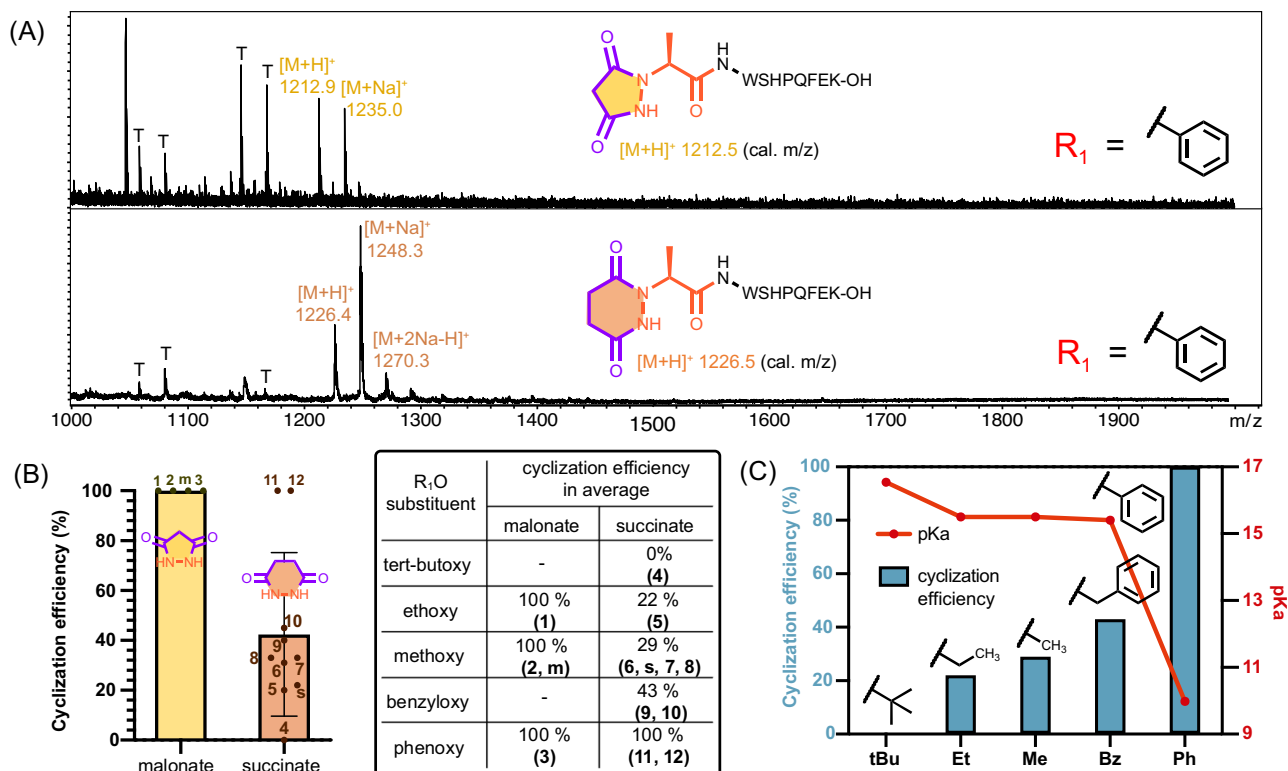 (A)
T
T
T
T
[M+H]+
1212.9
[M+Na]+
1235.0
O
N
NH
O
O
H
N
WSHPQFEK-OH
[M+H]+ 1212.5 (cal. m/z)
R1 =
[M+Na]+
1248.3
[M+H]+
1226.4
[M+2Na-H]+
1270.3
T
T
T
O
N
NH
O
O
H
N
WSHPQFEK-OH
[M+H]+ 1226.5 (cal. m/z)
R1 =
1000 1100 1200 1300 1400 1500 1600 1700 1800 1900 m/z
(B)
Cyclization efficiency (%)
100
80
60
40
20
0
1 2 m 3
O O
HN-NH
11 12
O O
HN-NH
10
9
8
6
7
5
s
4
malonate succinate
R1O substituent
cyclization efficiency in average
malonate succinate
tert-butoxy - 0% (4)
ethoxy 100 % (1) 22 % (5)
methoxy 100 % (2, m) 29 % (6, s, 7, 8)
benzyloxy - 43 % (9, 10)
phenoxy 100 % (3) 100 % (11, 12)
(C)
Cyclization efficiency (%)
100
80
60
40
20
0
pKa
cyclization
efficiency
CH3
CH3
tBu Et Me Bz Ph
17
15
13
11
9
pKa